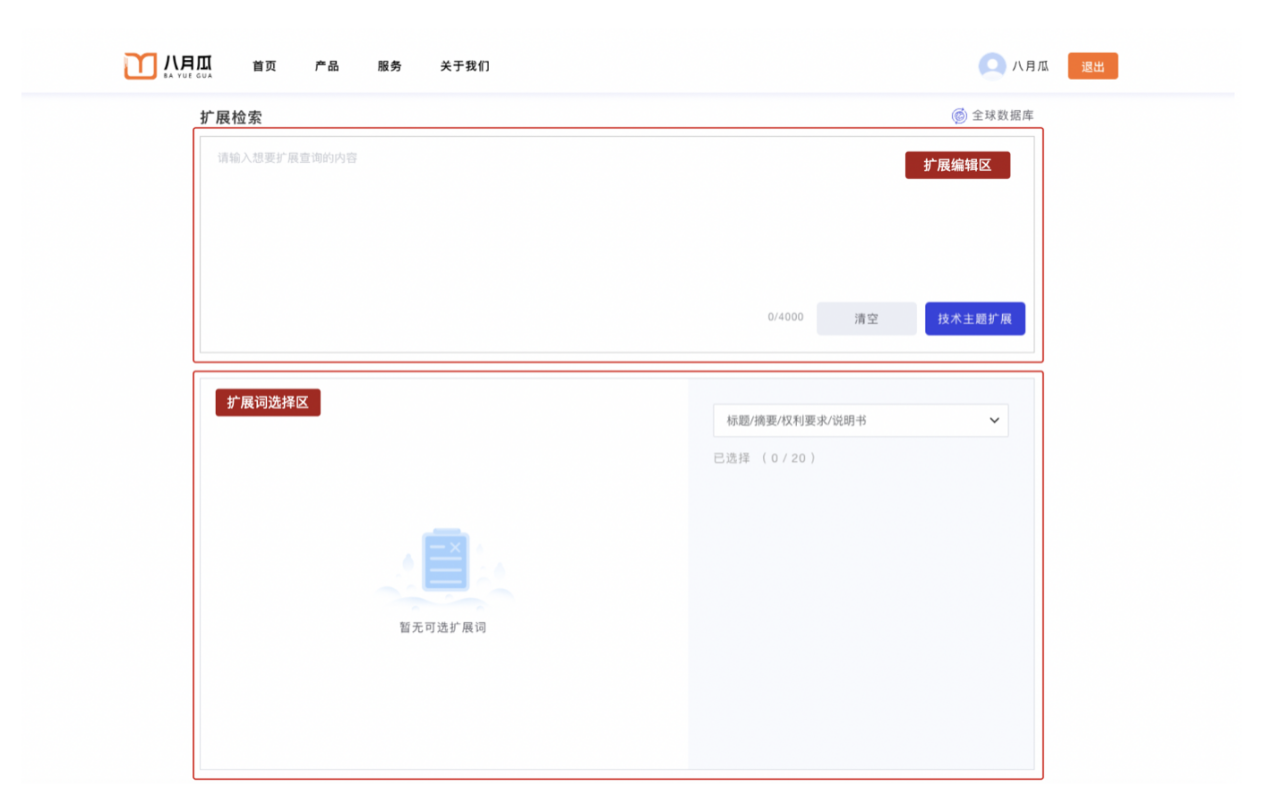 八月瓜
BA YUE GUA
首页 产品 服务 关于我们
八月瓜 退出
扩展检索
全球数据库
请输入想要扩展查询的内容
扩展编辑区
0/4000 清空 技术主题扩展
扩展词选择区
标题/摘要/权利要求/说明书
已选择 ( 0 / 20 )
暂无可选扩展词